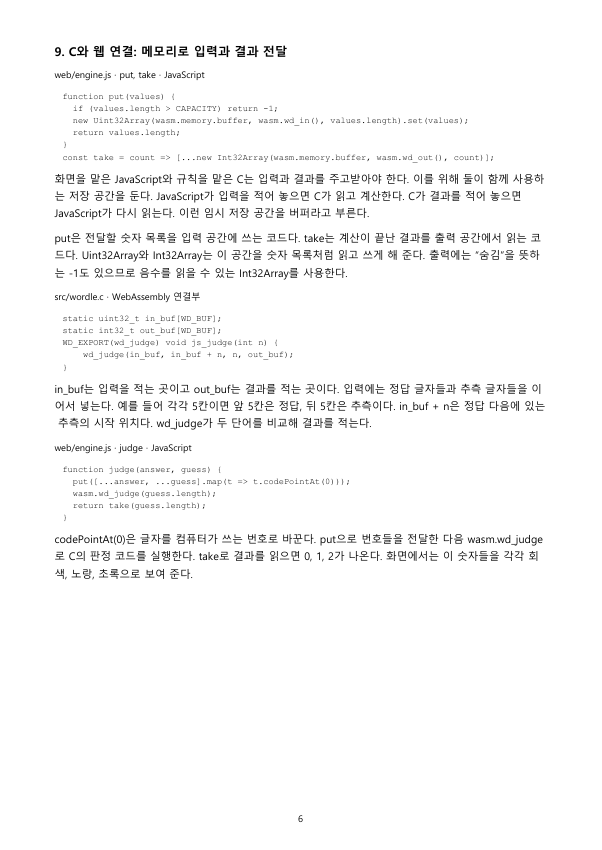 9. C와 웹 연결: 메모리로 입력과 결과 전달
web/engine.js · put, take · JavaScript
function put(values) {
  if (values.length > CAPACITY) return -1;
  new Uint32Array(wasm.memory.buffer, wasm.wd_in(), values.length).set(values);
  return values.length;
}
const take = count => [...new Int32Array(wasm.memory.buffer, wasm.wd_out(), count)];
화면을 맡은 JavaScript와 규칙을 맡은 C는 입력과 결과를 주고받아야 한다. 이를 위해 둘이 함께 사용하
는 저장 공간을 둔다. JavaScript가 입력을 적어 놓으면 C가 읽고 계산한다. C가 결과를 적어 놓으면
JavaScript가 다시 읽는다. 이런 임시 저장 공간을 버퍼라고 부른다.
put은 전달할 숫자 목록을 입력 공간에 쓰는 코드다. take는 계산이 끝난 결과를 출력 공간에서 읽는 코
드다. Uint32Array와 Int32Array는 이 공간을 숫자 목록처럼 읽고 쓰게 해 준다. 출력에는 “숨김”을 뜻하
는 -1도 있으므로 음수를 읽을 수 있는 Int32Array를 사용한다.
src/wordle.c · WebAssembly 연결부
static uint32_t in_buf[WD_BUF];
static int32_t out_buf[WD_BUF];
WD_EXPORT(wd_judge) void js_judge(int n) {
    wd_judge(in_buf, in_buf + n, n, out_buf);
}
in_buf는 입력을 적는 곳이고 out_buf는 결과를 적는 곳이다. 입력에는 정답 글자들과 추측 글자들을 이
어서 넣는다. 예를 들어 각각 5칸이면 앞 5칸은 정답, 뒤 5칸은 추측이다. in_buf + n은 정답 다음에 있는
추측의 시작 위치다. wd_judge가 두 단어를 비교해 결과를 적는다.
web/engine.js · judge · JavaScript
function judge(answer, guess) {
  put([...answer, ...guess].map(t => t.codePointAt(0)));
  wasm.wd_judge(guess.length);
  return take(guess.length);
}
codePointAt(0)은 글자를 컴퓨터가 쓰는 번호로 바꾼다. put으로 번호들을 전달한 다음 wasm.wd_judge
로 C의 판정 코드를 실행한다. take로 결과를 읽으면 0, 1, 2가 나온다. 화면에서는 이 숫자들을 각각 회
색, 노랑, 초록으로 보여 준다.
6